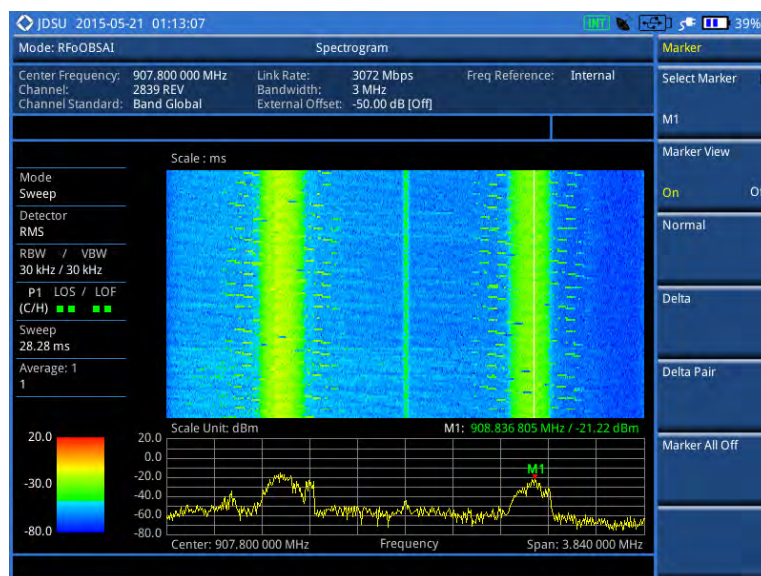 JDSU 2015-05-21 01:13:07
INT
39%
Mode: RFoOBSAI
Spectrogram
Marker
Center Frequency: 907.800 000 MHz
Link Rate: 3072 Mbps
Freq Reference: Internal
Channel: 2839 REV
Bandwidth: 3 MHz
Channel Standard: Band Global
External Offset: -50.00 dB [Off]
Select Marker
M1
Scale : ms
Marker View
On
Mode
Sweep
Detector
RMS
Normal
RBW / VBW
30 kHz / 30 kHz
P1 LOS / LOF
(C/H)
Delta
Sweep
28.28 ms
Average: 1
1
Delta Pair
Scale Unit: dBm
M1: 908.836 805 MHz / -21.22 dBm
Marker All Off
20.0
-30.0
-80.0
20.0
0.0
-20.0
-40.0
-60.0
-80.0
M1
Center: 907.800 000 MHz
Frequency
Span: 3.840 000 MHz